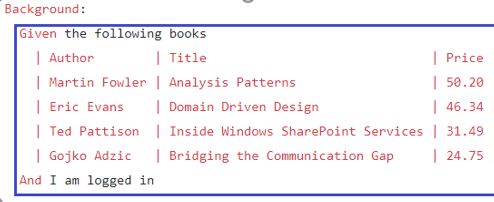 Background:
Given the following books
| Author | Title | Price
| Martin Fowler | Analysis Patterns | 50.20
| Eric Evans | Domain Driven Design | 46.34
| Ted Pattison | Inside Windows SharePoint Services | 31.49
| Gojko Adzic | Bridging the Communication Gap | 24.75
And I am logged in